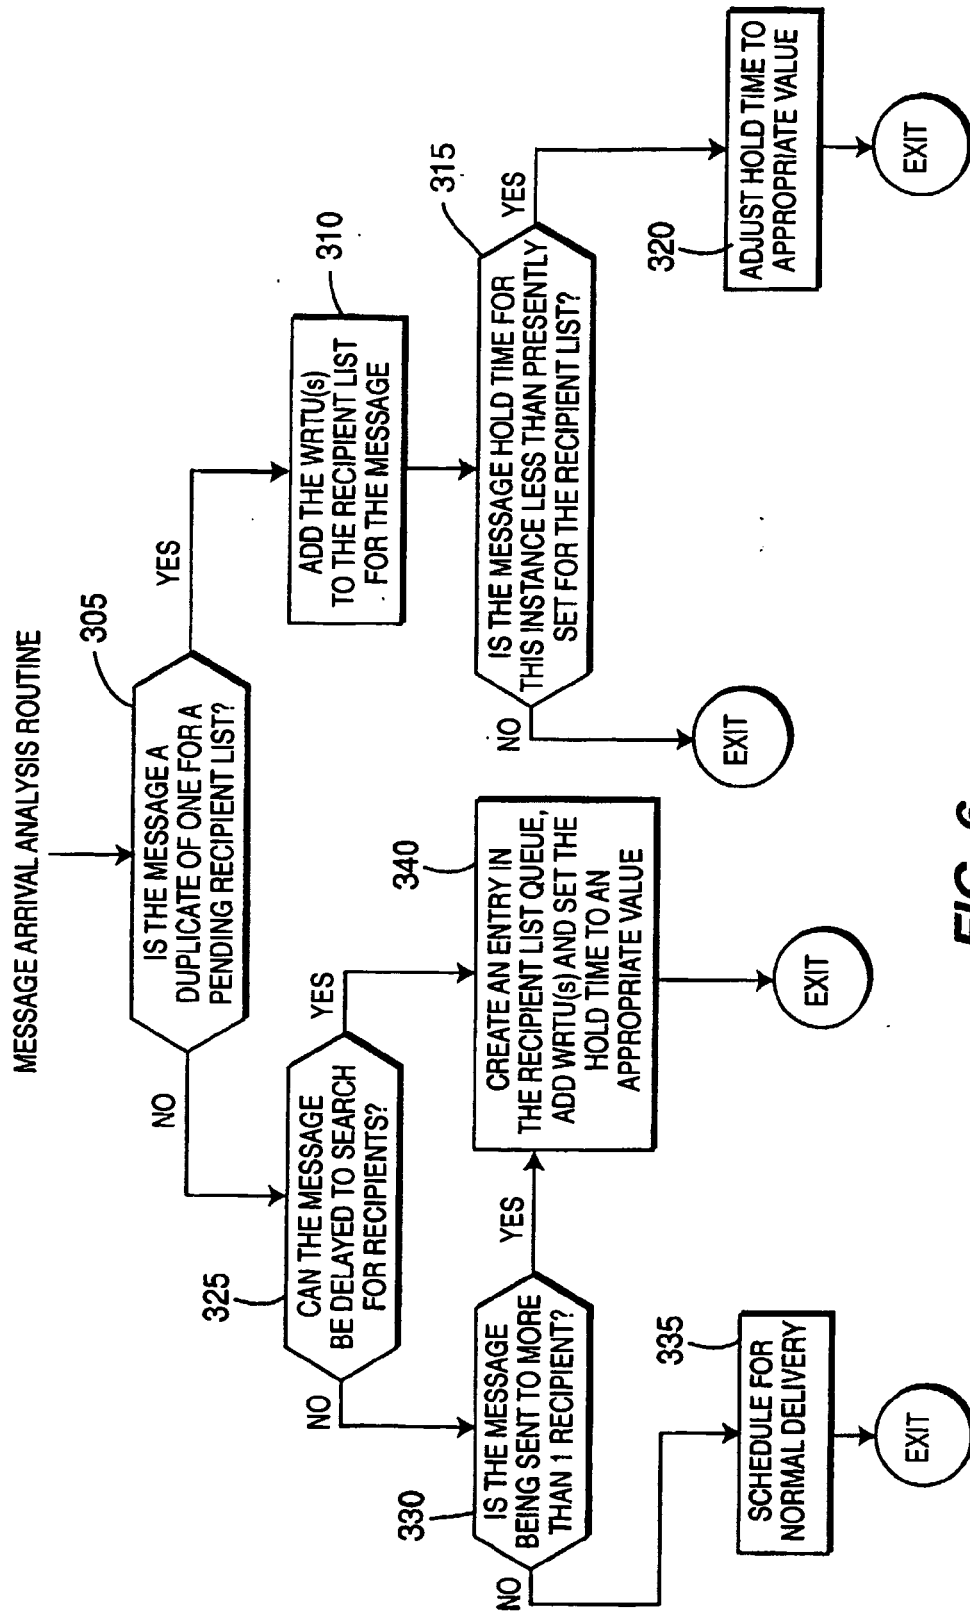 MESSAGE ARRIVAL ANALYSIS ROUTINE
305
IS THE MESSAGE A
DUPLICATE OF ONE FOR A
PENDING RECIPIENT LIST?
NO
YES
325
CAN THE MESSAGE
BE DELAYED TO SEARCH
FOR RECIPIENTS?
NO
YES
310
ADD THE WRTU(s)
TO THE RECIPIENT LIST
FOR THE MESSAGE
330
IS THE MESSAGE
BEING SENT TO MORE
THAN 1 RECIPIENT?
NO
YES
340
CREATE AN ENTRY IN
THE RECIPIENT LIST QUEUE,
ADD WRTU(s) AND SET THE
HOLD TIME TO AN
APPROPRIATE VALUE
315
IS THE MESSAGE HOLD TIME FOR
THIS INSTANCE LESS THAN PRESENTLY
SET FOR THE RECIPIENT LIST?
NO
YES
335
SCHEDULE FOR
NORMAL DELIVERY
EXIT
EXIT
EXIT
320
ADJUST HOLD TIME TO
APPROPRIATE VALUE
EXIT